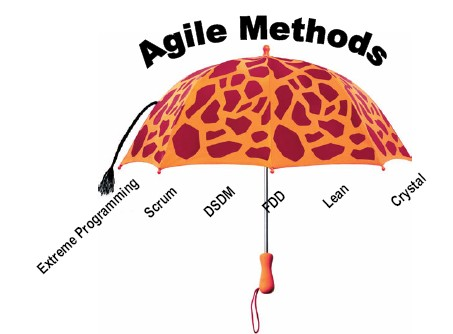 Agile Methods
Extreme Programming
Scrum
DSDM
FDD
Lean
Crystal